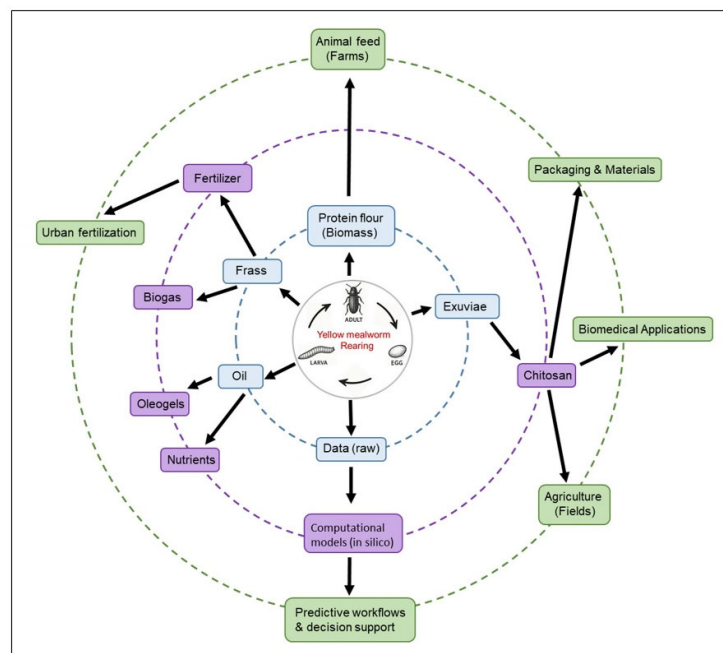 Animal feed
(Farms)
Packaging & Materials
Fertilizer
Protein flour
(Biomass)
Urban fertilization
Frass
Biogas
Exuviae
ADULT
Yellow mealworm
Rearing
LARVA
EGG
Biomedical Applications
Oil
Chitosan
Oleogels
Data (raw)
Nutrients
Agriculture
(Fields)
Computational
models (in silico)
Predictive workflows
& decision support